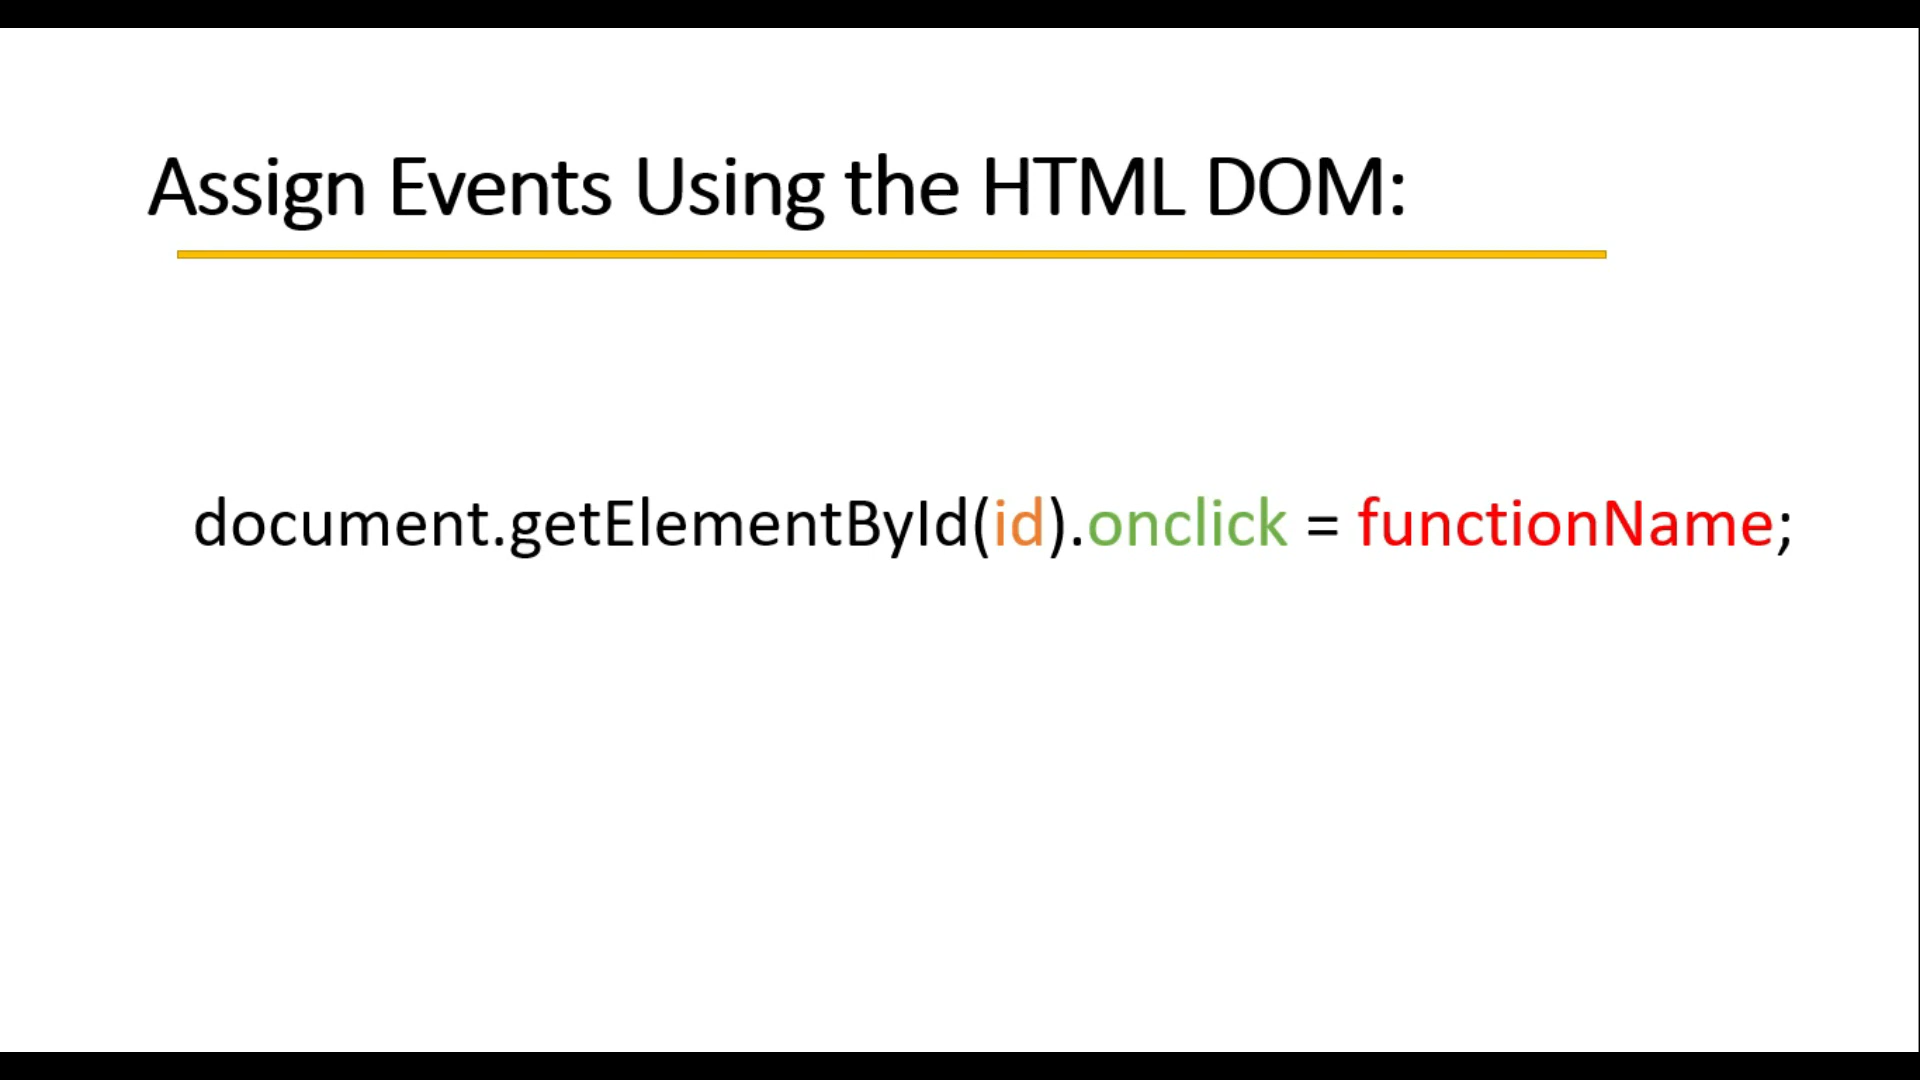 Assign Events Using the HTML DOM:
document.getElementById(id).onclick = functionName;